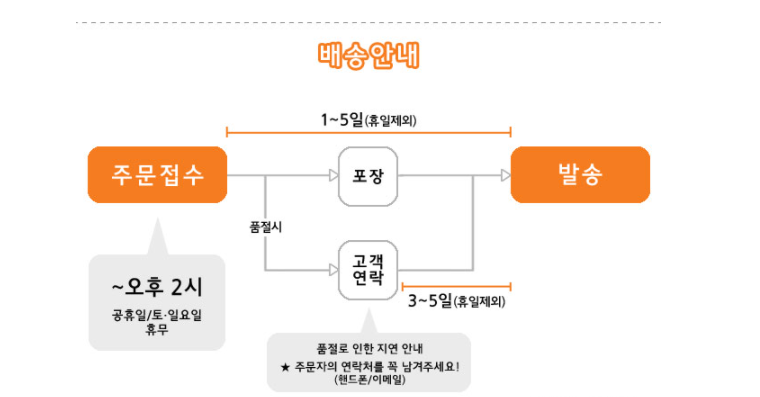 배송안내
1~5일(휴일제외)
주문접수
포장
발송
품절시
고객
연락
~오후 2시
공휴일/토·일요일
휴무
3~5일(휴일제외)
품절로 인한 지연 안내
★ 주문자의 연락처를 꼭 남겨주세요!
(핸드폰/이메일)